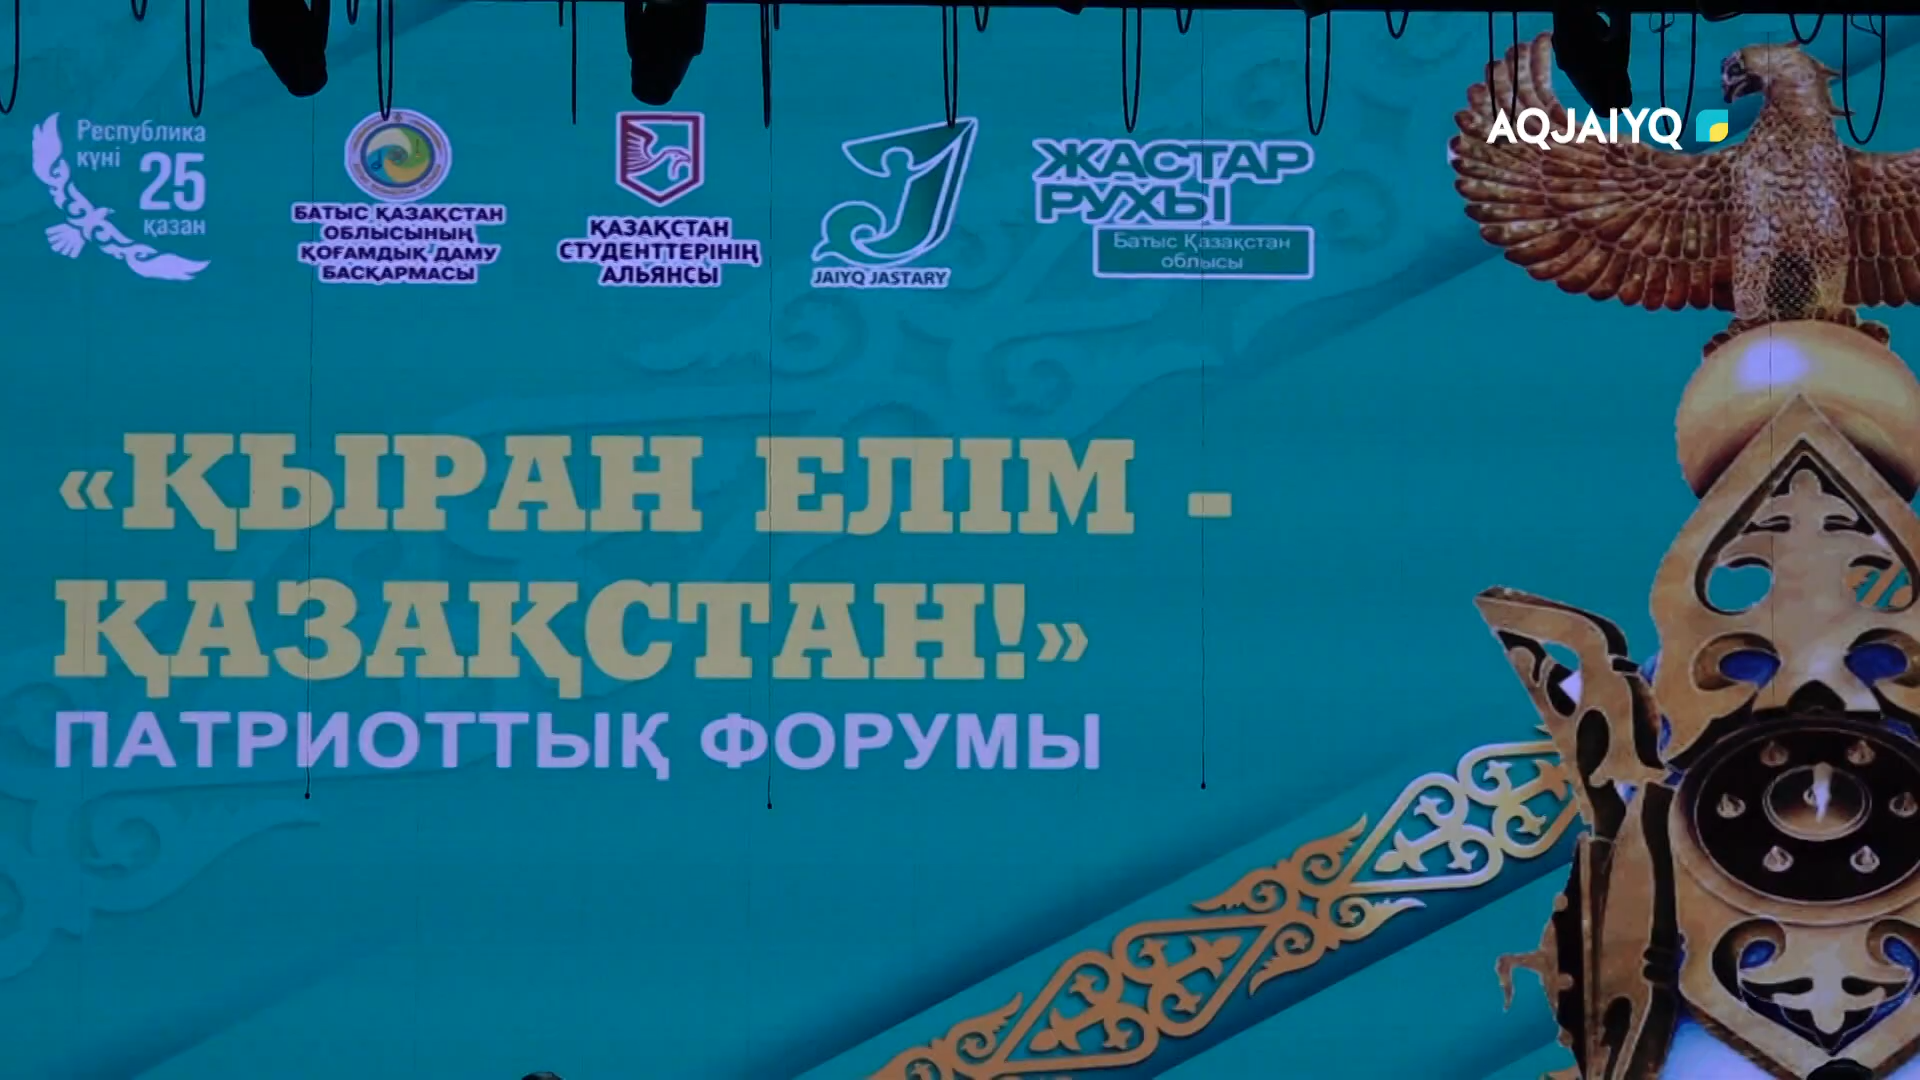 Республика
күні
25
қазан
БАТЫС ҚАЗАҚСТАН
ОБЛЫСЫНЫҢ
ҚОҒАМДЫҚ ДАМУ
БАСҚАРМАСЫ
ҚАЗАҚСТАН
СТУДЕНТТЕРІНІҢ
АЛЬЯНСЫ
JAIYQ JASTARY
ЖАСТАР
РУХЫ
Батыс Қазақстан
облысы
AQJAIYQ
«ҚЫРАН ЕЛІМ -
ҚАЗАҚСТАН!»
ПАТРИОТТЫҚ ФОРУМЫ